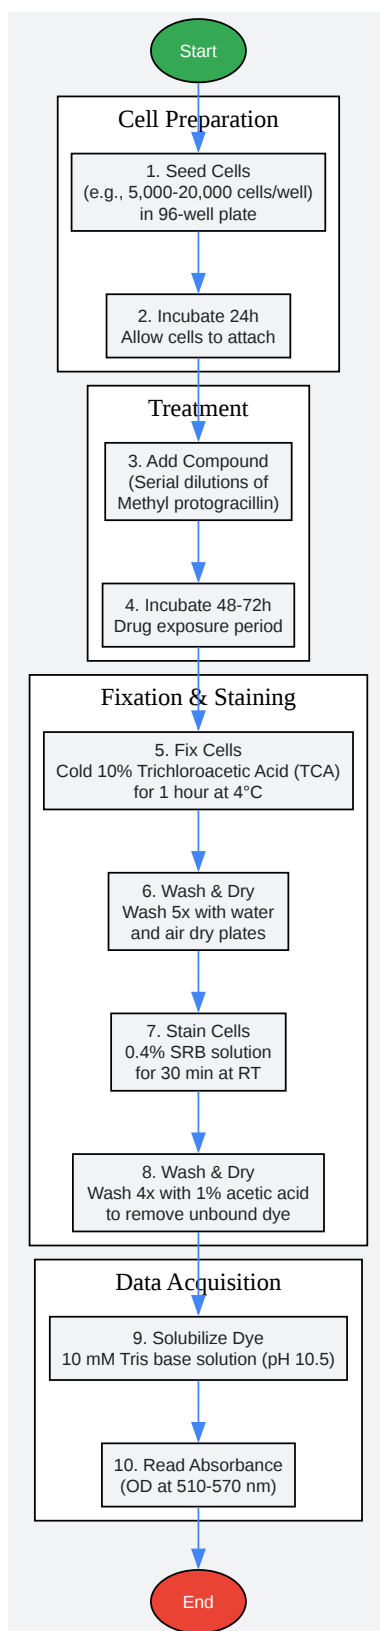 Start
Cell Preparation
1. Seed Cells
(e.g., 5,000-20,000 cells/well)
in 96-well plate
2. Incubate 24h
Allow cells to attach
Treatment
3. Add Compound
(Serial dilutions of
Methyl protogracillin)
4. Incubate 48-72h
Drug exposure period
Fixation & Staining
5. Fix Cells
Cold 10% Trichloroacetic Acid (TCA)
for 1 hour at 4°C
6. Wash & Dry
Wash 5x with water
and air dry plates
7. Stain Cells
0.4% SRB solution
for 30 min at RT
8. Wash & Dry
Wash 4x with 1% acetic acid
to remove unbound dye
Data Acquisition
9. Solubilize Dye
10 mM Tris base solution (pH 10.5)
10. Read Absorbance
(OD at 510-570 nm)
End